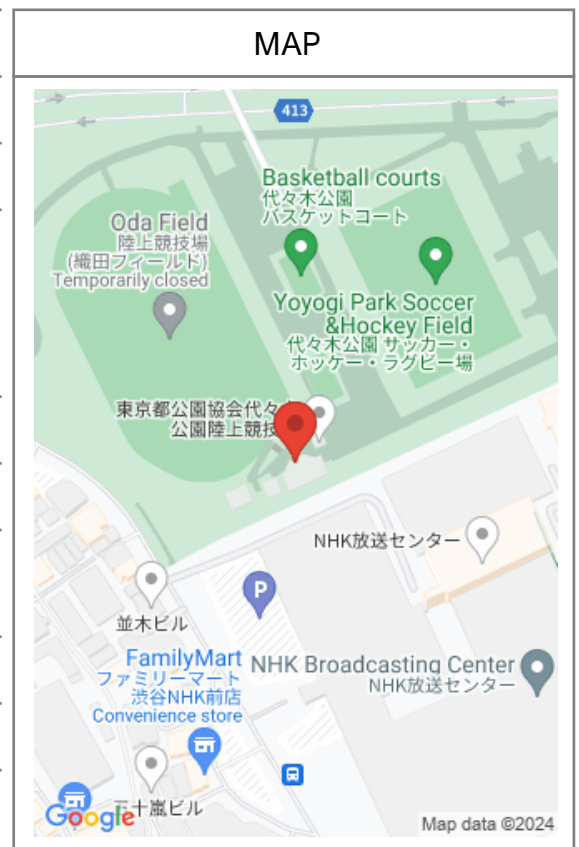 MAP
413
Basketball courts
代々木公園
バスケットコート
Oda Field
陸上競技場
(織田フィールド)
Temporarily closed
Yoyogi Park Soccer
&Hockey Field
代々木公園 サッカー・
ホッケー・ラグビー場
東京都公園協会代々
公園陸上競技
NHK放送センター
P
並木ビル
FamilyMart
ファミリーマート
渋谷NHK前店
Convenience store
NHK Broadcasting Center
NHK放送センター
十嵐ビル
Google
Map data ©2024